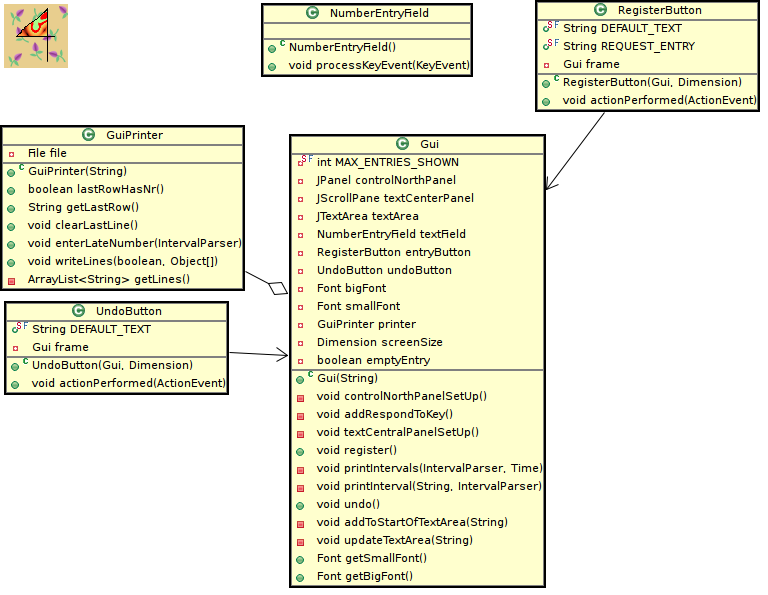 NumberEntryField
NumberEntryField()
void processKeyEvent(KeyEvent)
RegisterButton
String DEFAULT_TEXT
String REQUEST_ENTRY
Gui frame
RegisterButton(Gui, Dimension)
void actionPerformed(ActionEvent)
GuiPrinter
File file
GuiPrinter(String)
boolean lastRowHasNr()
String getLastRow()
void clearLastLine()
void enterLateNumber(IntervalParser)
void writeLines(boolean, Object[])
ArrayList<String> getLines()
UndoButton
String DEFAULT_TEXT
Gui frame
UndoButton(Gui, Dimension)
void actionPerformed(ActionEvent)
Gui
int MAX_ENTRIES_SHOWN
JPanel controlNorthPanel
JScrollPane textCenterPanel
JTextArea textArea
NumberEntryField textField
RegisterButton entryButton
UndoButton undoButton
Font bigFont
Font smallFont
GuiPrinter printer
Dimension screenSize
boolean emptyEntry
Gui(String)
void controlNorthPanelSetUp()
void addRespondToKey()
void textCentralPanelSetUp()
void register()
void printIntervals(IntervalParser, Time)
void printInterval(String, IntervalParser)
void undo()
void addToStartOfTextArea(String)
void updateTextArea(String)
Font getSmallFont()
Font getBigFont()